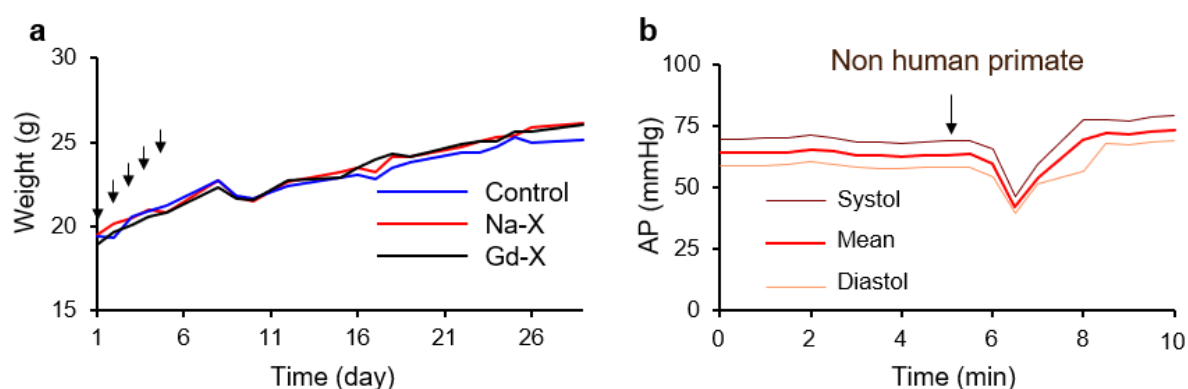 a
30
25
20
15
Weight (g)
Control
Na-X
Gd-X
1
6
11
16
21
26
Time (day)
b
Non human primate
100
75
50
25
0
AP (mmHg)
Systol
Mean
Diastol
0
2
4
6
8
10
Time (min)